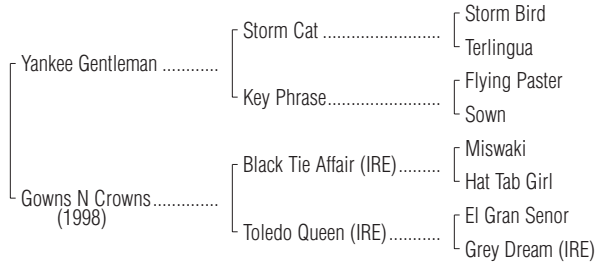 Storm Bird
Storm Cat ........................
Terlingua
Yankee Gentleman ............
Flying Paster
Key Phrase.......................
Sown
Miswaki
Black Tie Affair (IRE).........
Hat Tab Girl
Gowns N Crowns..............
(1998)
El Gran Senor
Toledo Queen (IRE)...........
Grey Dream (IRE)